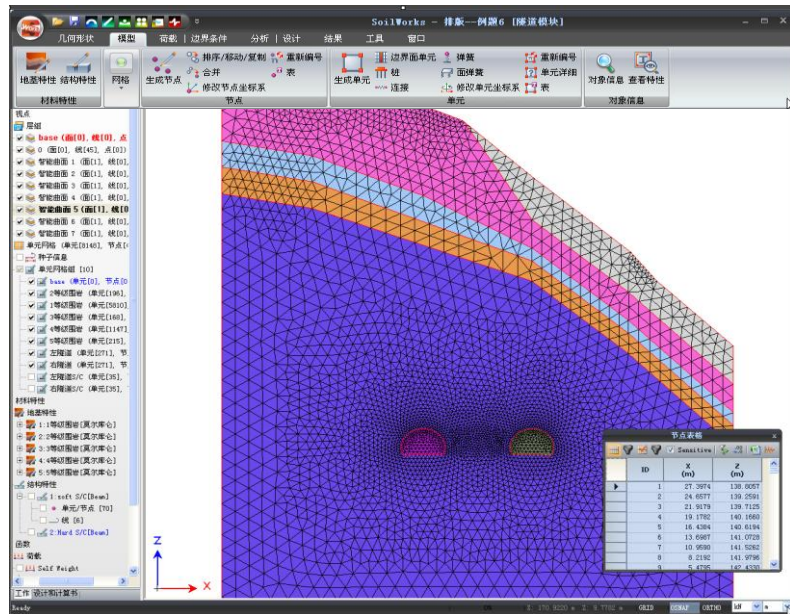 SoilWorks - 排版--例题6 [隧道模块]
几何形状 模型 荷载 | 边界条件 分析 | 设计 结果 工具 窗口
地基特性 结构特性 网格 生成节点 排序/移动/复制 重新编号 生成单元 边界面单元 弹簧 重新编号 对象信息 查看特性
合并 表 桩 面弹簧 单元详细
修改节点坐标系 连接 修改单元坐标系 表
材料特性 节点 单元 对象信息
视点
层组
base (面[0], 线[0], 点
0 (面[0], 线[45], 点[0])
智能曲面 1 (面[1], 线[0],
智能曲面 2 (面[1], 线[0],
智能曲面 3 (面[1], 线[0],
智能曲面 4 (面[1], 线[0],
智能曲面 5 (面[1], 线[0
智能曲面 6 (面[1], 线[0],
智能曲面 7 (面[1], 线[0],
单元网格 (单元[8148], 节点[
种子信息
单元网格组 [10]
base (单元[0], 节点[0
2等级围岩 (单元[196],
1等级围岩 (单元[5810]
3等级围岩 (单元[168],
4等级围岩 (单元[1147]
5等级围岩 (单元[215],
左隧道 (单元[271], 节
右隧道 (单元[271], 节
左隧道S/C (单元[35],
右隧道S/C (单元[35],
材料特性
地基特性
1:1等级围岩[莫尔库仑]
2:2等级围岩[莫尔库仑]
3:3等级围岩[莫尔库仑]
4:4等级围岩[莫尔库仑]
5:5等级围岩[莫尔库仑]
结构特性
1:soft S/C[Beam]
单元/节点 [70]
线 [6]
2:Hard S/C[Beam]
函数
荷载
Self Weight
工作 设计和计算书
Ready
Z
X
节点表格
Sensitive
ID X (m) Z (m)
1 27.3974 138.8057
2 24.6577 139.2591
3 21.9179 139.7125
4 19.1782 140.1660
5 16.4384 140.6194
6 13.6987 141.0728
7 10.9590 141.5262
8 8.2192 141.9796
9 5.4795 142.4330
GRID OSNAP ORTHO kN m